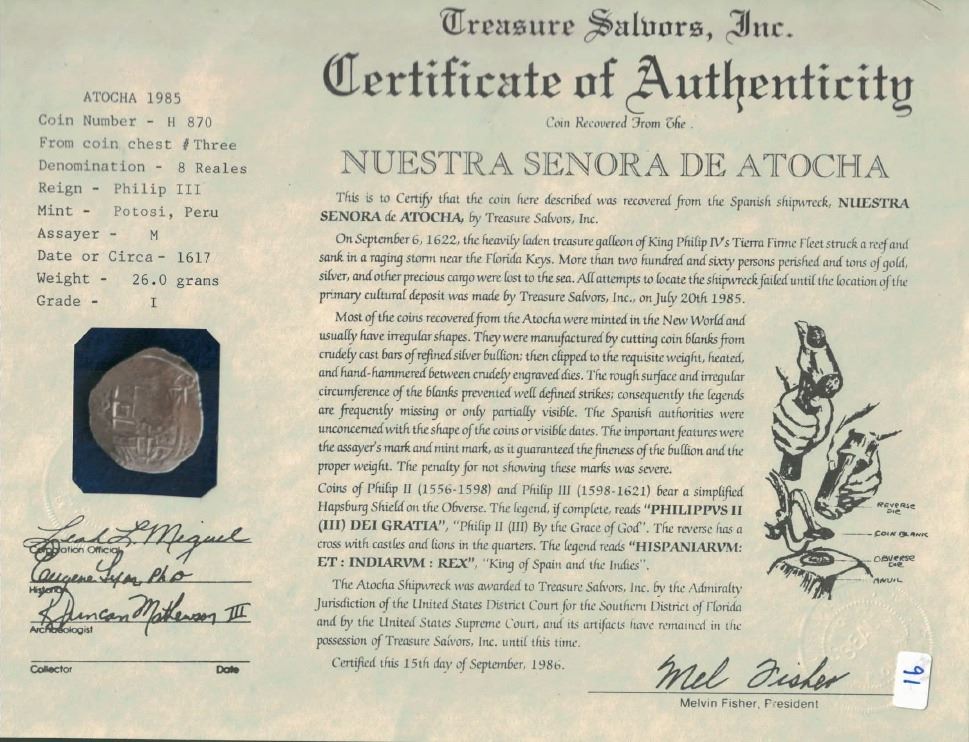 Treasure Salvors, Inc.
Certificate of Authenticity
Coin Recovered From The .
NUESTRA SENORA DE ATOCHA
ATOCHA 1985
Coin Number - H 870
From coin chest #Three
Denomination - 8 Reales
Reign - Philip III
Mint - Potosi, Peru
Assayer - M
Date or Circa - 1617
Weight - 26.0 grans
Grade - I
This is to Certify that the coin here described was recovered from the Spanish shipwreck, NUESTRA
SENORA de ATOCHA, by Treasure Salvors, Inc.
On September 6, 1622, the heavily laden treasure galleon of King Philip IV's Tierra Firme Fleet struck a reef and
sank in a raging storm near the Florida Keys. More than two hundred and sixty persons perished and tons of gold,
silver, and other precious cargo were lost to the sea. All attempts to locate the shipwreck failed until the location of the
primary cultural deposit was made by Treasure Salvors, Inc., on July 20th 1985.
Most of the coins recovered from the Atocha were minted in the New World and
usually have irregular shapes. They were manufactured by cutting coin blanks from
crudely cast bars of refined silver bullion: then clipped to the requisite weight, heated,
and hand-hammered between crudely engraved dies. The rough surface and irregular
circumference of the blanks prevented well defined strikes; consequently the legends
are frequently missing or only partially visible. The Spanish authorities were
unconcerned with the shape of the coins or visible dates. The important features were
the assayer's mark and mint mark, as it guaranteed the fineness of the bullion and the
proper weight. The penalty for not showing these marks was severe.
Coins of Philip II (1556-1598) and Philip III (1598-1621) bear a simplified
Hapsburg Shield on the Obverse. The legend, if complete, reads "PHILIPPVS II
(III) DEI GRATIA", "Philip II (III) By the Grace of God". The reverse has a
cross with castles and lions in the quarters. The legend reads "HISPANIARVM:
ET : INDIARVM : REX", "King of Spain and the Indies".
The Atocha Shipwreck was awarded to Treasure Salvors, Inc. by the Admiralty
Jurisdiction of the United States District Court for the Southern District of Florida
and by the United States Supreme Court, and its artifacts have remained in the
possession of Treasure Salvors, Inc. until this time.
Certified this 15th day of September, 1986.
REVERSE
DIE
COIN BLANK
OBVERSE
DIE
ANVIL
Corporation Official
Eugene Lyon, PhD
Historian
R Duncan Mathewson III
Archaeologist
Collector Date
Mel Fisher
Melvin Fisher, President
91